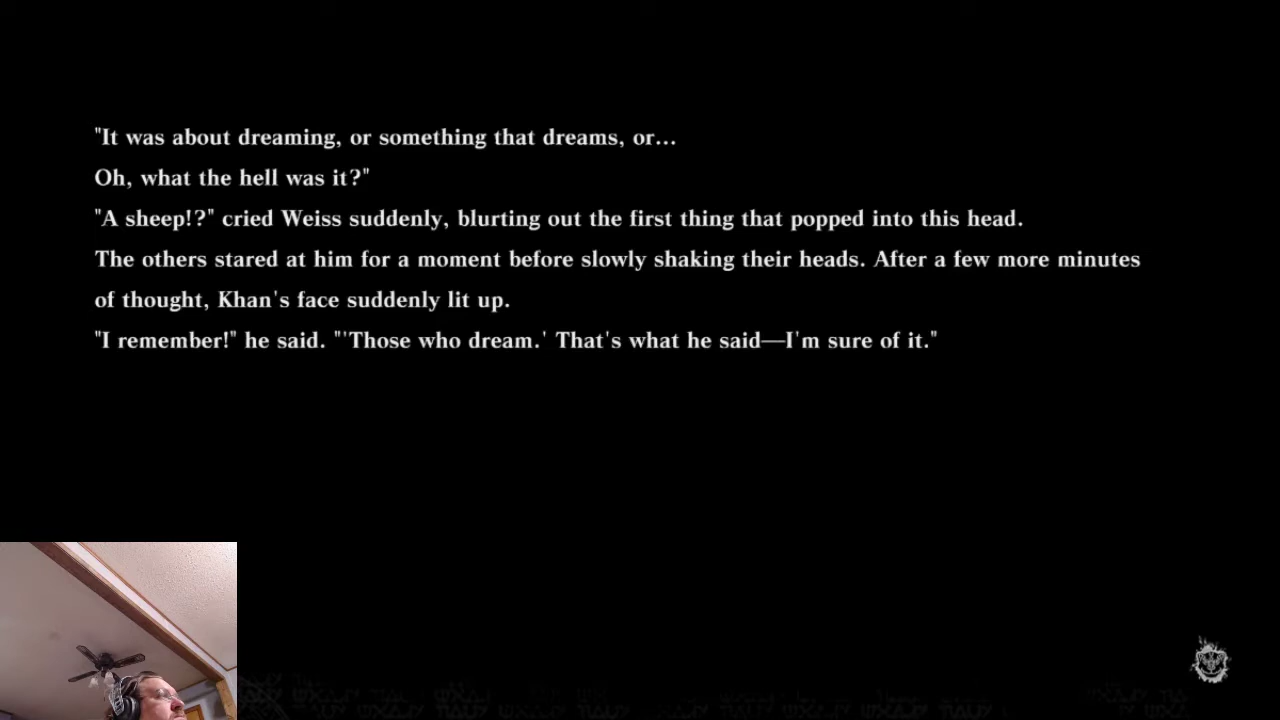 "It was about dreaming, or something that dreams, or...
Oh, what the hell was it?"
"A sheep!?" cried Weiss suddenly, blurting out the first thing that popped into this head.
The others stared at him for a moment before slowly shaking their heads. After a few more minutes
of thought, Khan's face suddenly lit up.
"I remember!" he said. "'Those who dream.' That's what he said—I'm sure of it."